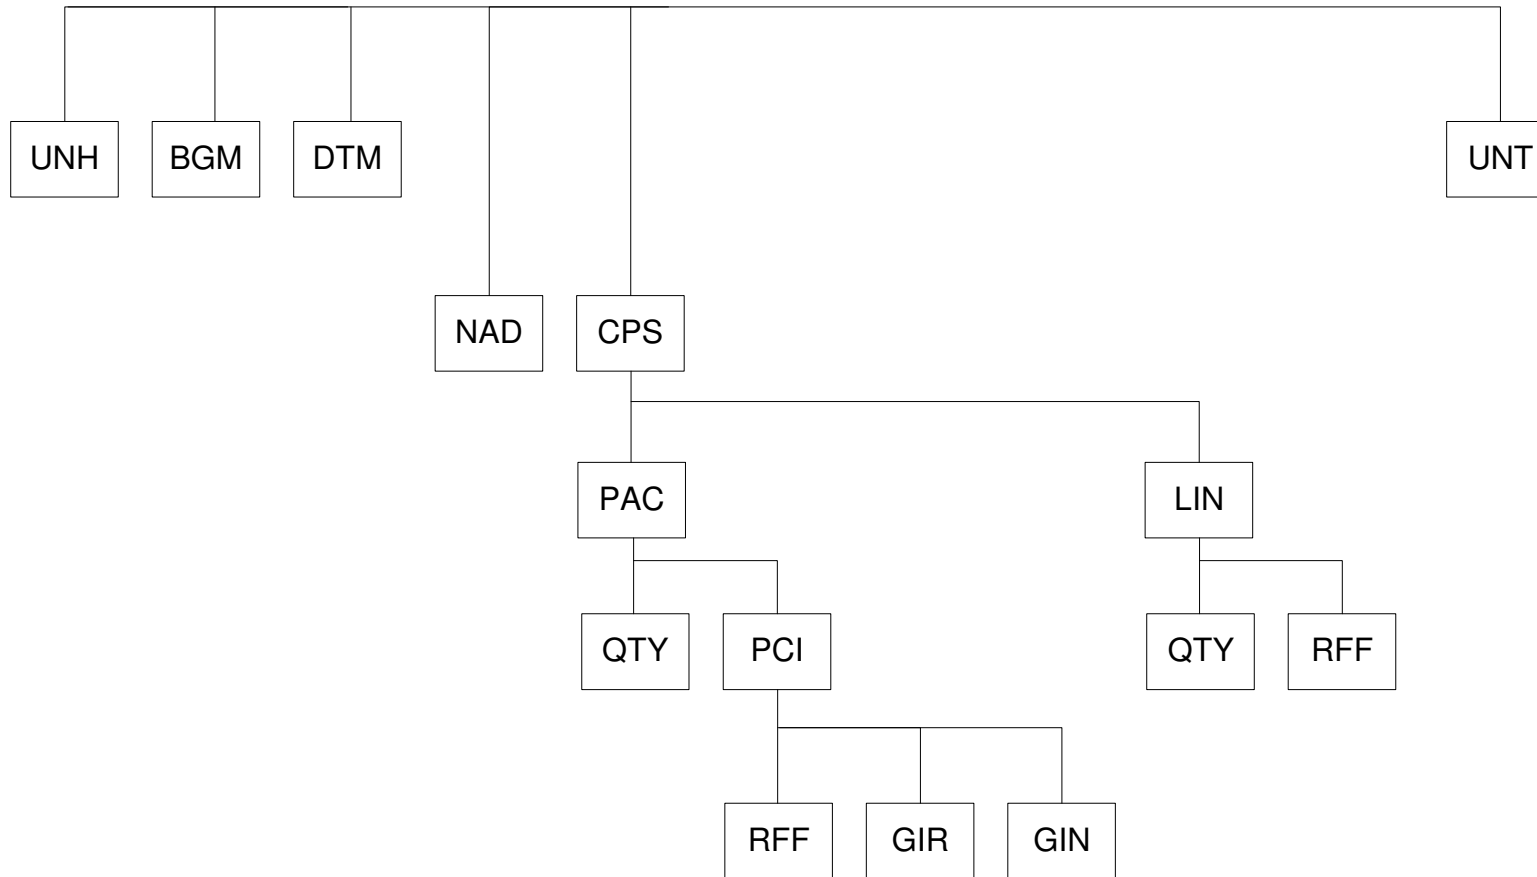 UNH BGM DTM UNT
NAD CPS
PAC LIN
QTY PCI QTY RFF
RFF GIR GIN